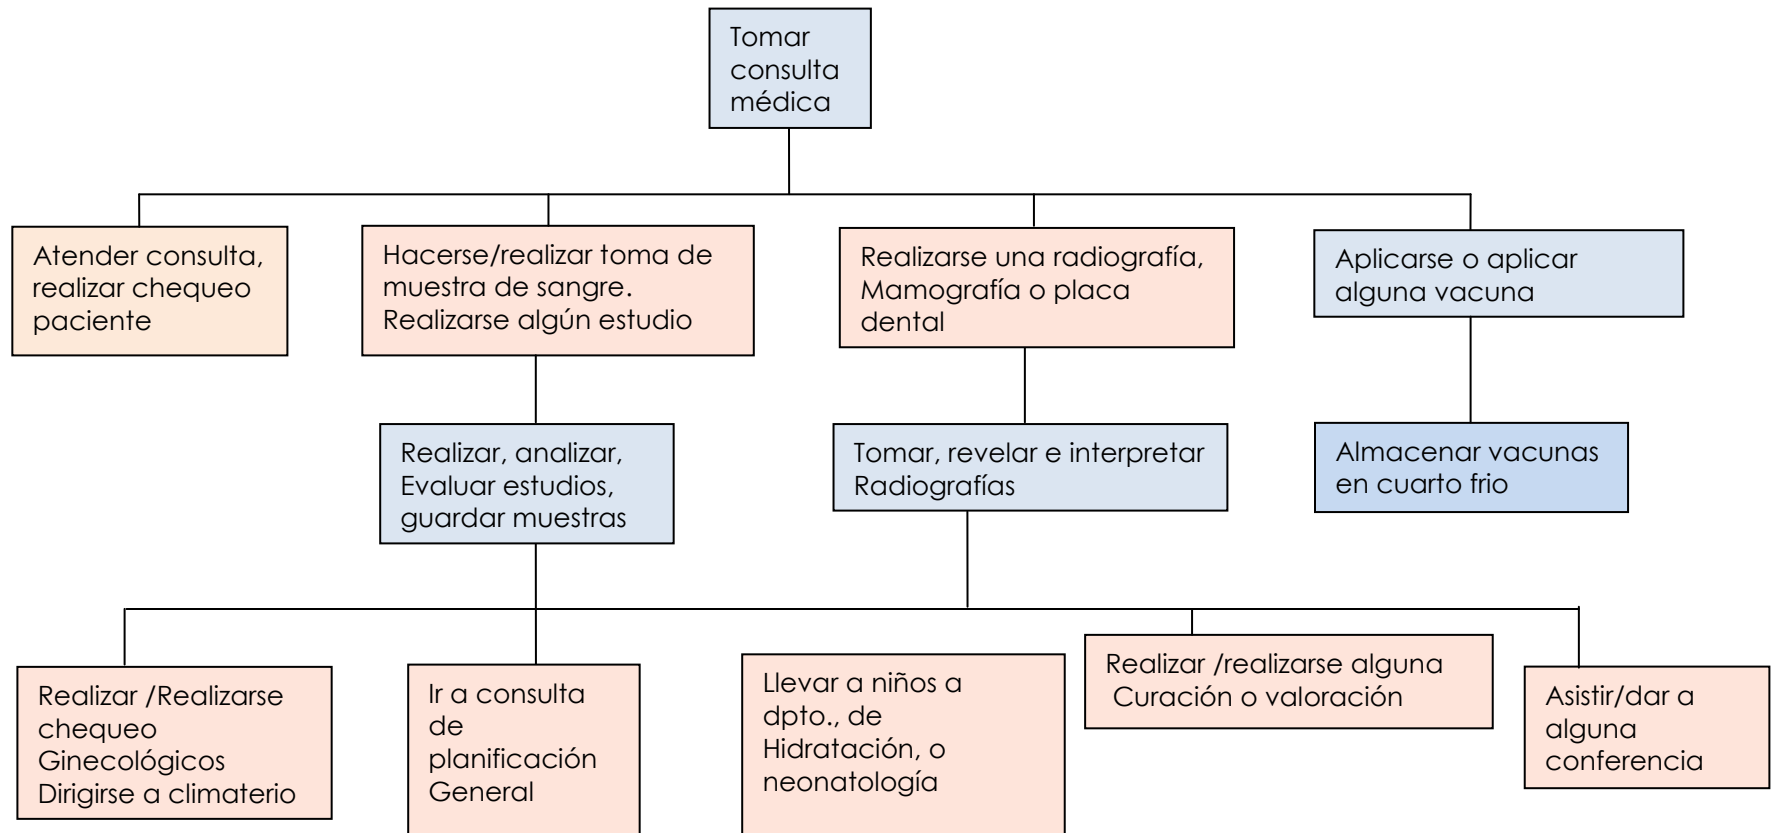 Tomar
consulta
médica
Atender consulta,
realizar chequeo
paciente
Hacerse/realizar toma de
muestra de sangre.
Realizarse algún estudio
Realizarse una radiografía,
Mamografía o placa
dental
Aplicarse o aplicar
alguna vacuna
Realizar, analizar,
Evaluar estudios,
guardar muestras
Tomar, revelar e interpretar
Radiografías
Almacenar vacunas
en cuarto frio
Realizar /Realizarse
chequeo
Ginecológicos
Dirigirse a climaterio
Ir a consulta
de
planificación
General
Llevar a niños a
dpto., de
Hidratación, o
neonatología
Realizar /realizarse alguna
Curación o valoración
Asistir/dar a
alguna
conferencia